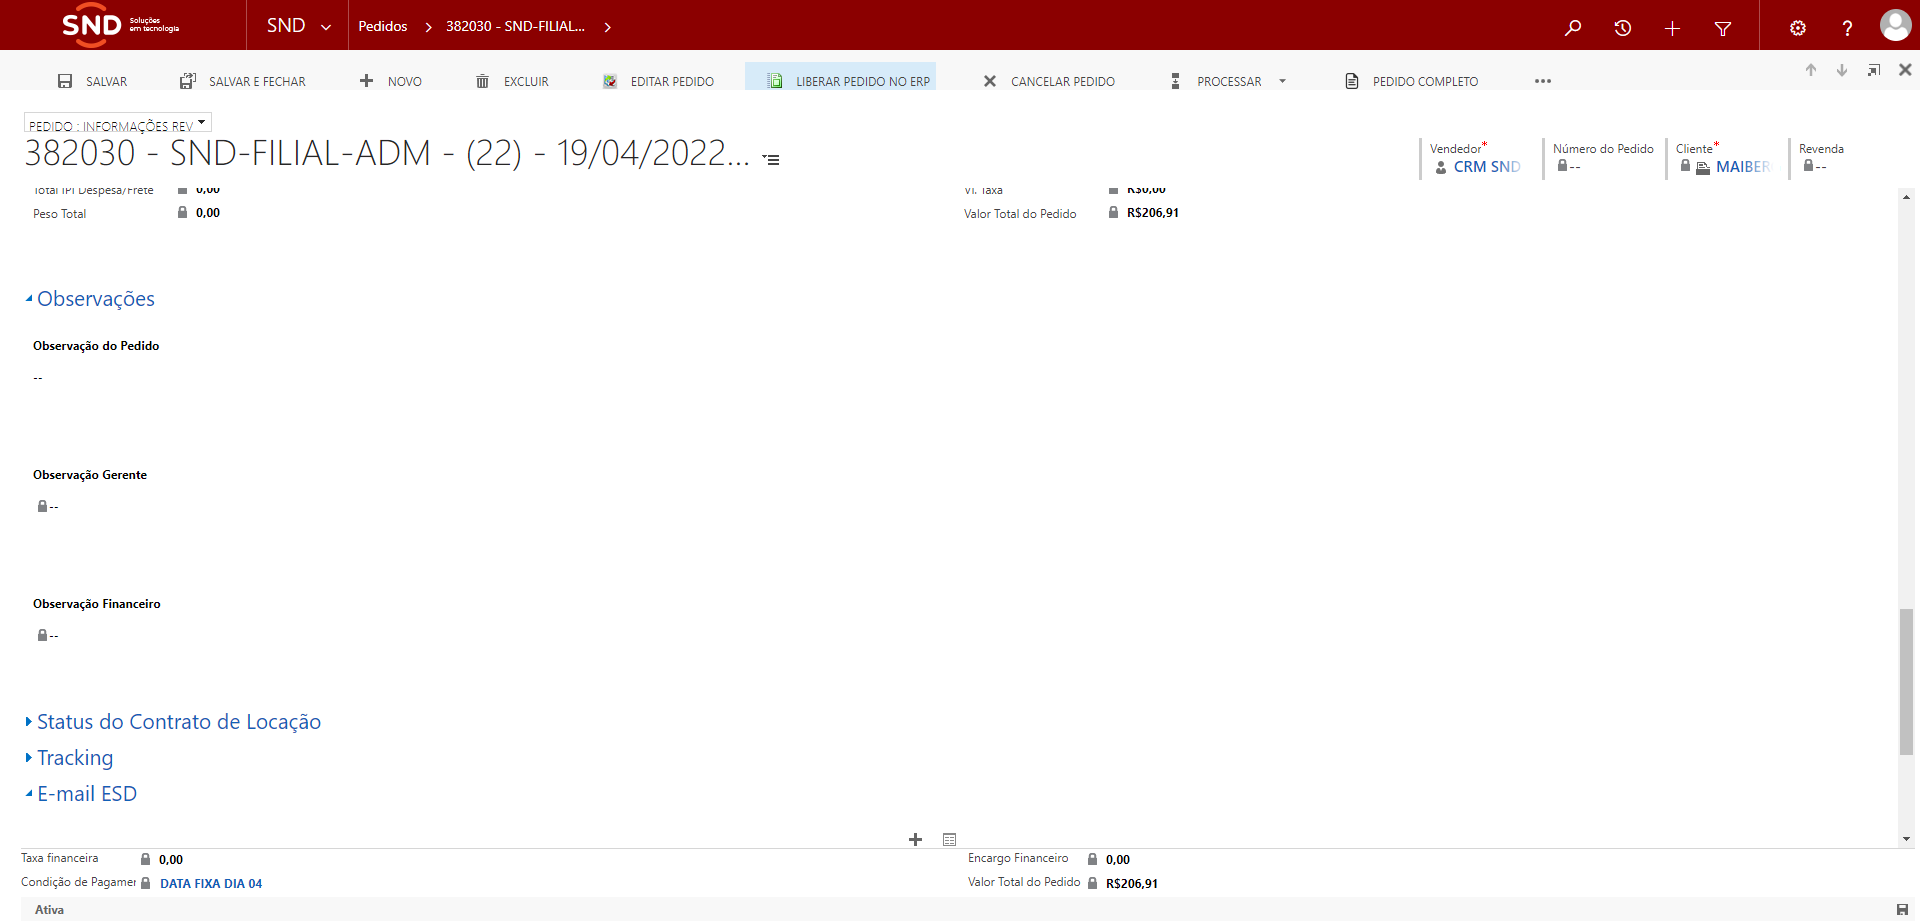 SND Soluções em tecnologia
SND
Pedidos
382030 - SND-FILIAL...
SALVAR
SALVAR E FECHAR
NOVO
EXCLUIR
EDITAR PEDIDO
LIBERAR PEDIDO NO ERP
CANCELAR PEDIDO
PROCESSAR
PEDIDO COMPLETO
PEDIDO : INFORMAÇÕES REV
382030 - SND-FILIAL-ADM - (22) - 19/04/2022...
Vendedor*
CRM SND
Número do Pedido
--
Cliente*
MAIBER
Revenda
--
Total IPI Despesa/Frete 0,00
Vl. Taxa R$0,00
Peso Total 0,00
Valor Total do Pedido R$206,91
Observações
Observação do Pedido
--
Observação Gerente
--
Observação Financeiro
--
Status do Contrato de Locação
Tracking
E-mail ESD
Taxa financeira 0,00
Encargo Financeiro 0,00
Condição de Pagamen DATA FIXA DIA 04
Valor Total do Pedido R$206,91
Ativa